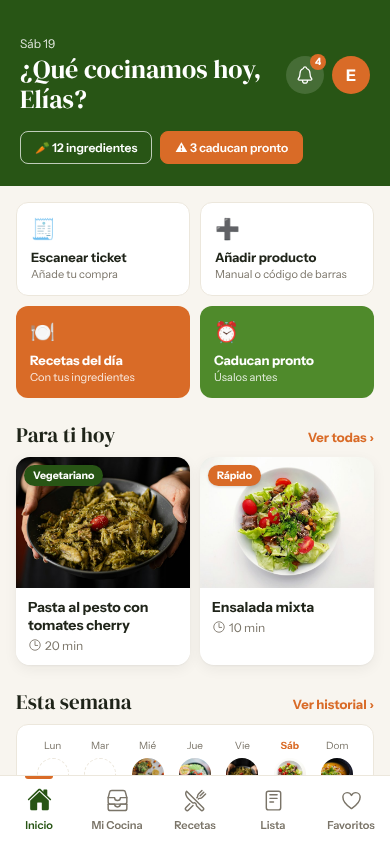 Sáb 19
¿Qué cocinamos hoy,
Elías?
4
E
12 ingredientes
3 caducan pronto
Escanear ticket
Añade tu compra
Añadir producto
Manual o código de barras
Recetas del día
Con tus ingredientes
Caducan pronto
Úsalos antes
Para ti hoy
Ver todas ›
Vegetariano
Rápido
Pasta al pesto con
tomates cherry
20 min
Ensalada mixta
10 min
Esta semana
Ver historial ›
Lun Mar Mié Jue Vie Sáb Dom
Inicio Mi Cocina Recetas Lista Favoritos